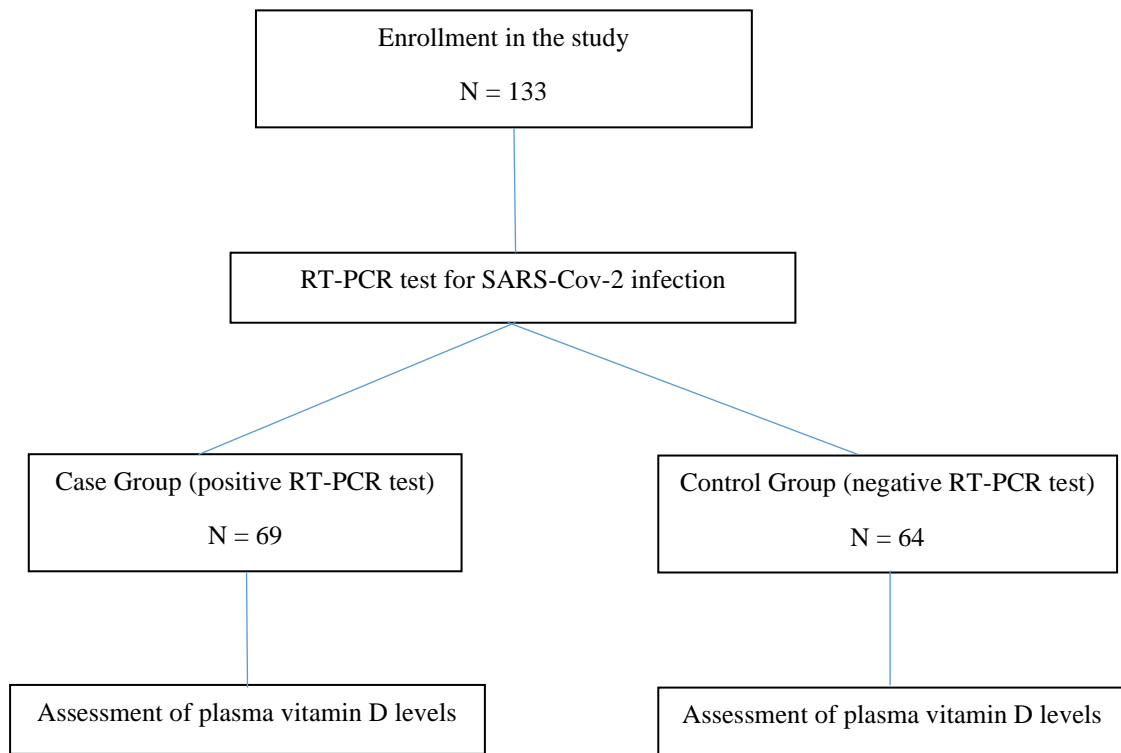 Enrollment in the study
N = 133
RT-PCR test for SARS-Cov-2 infection
Case Group (positive RT-PCR test)
N = 69
Control Group (negative RT-PCR test)
N = 64
Assessment of plasma vitamin D levels
Assessment of plasma vitamin D levels